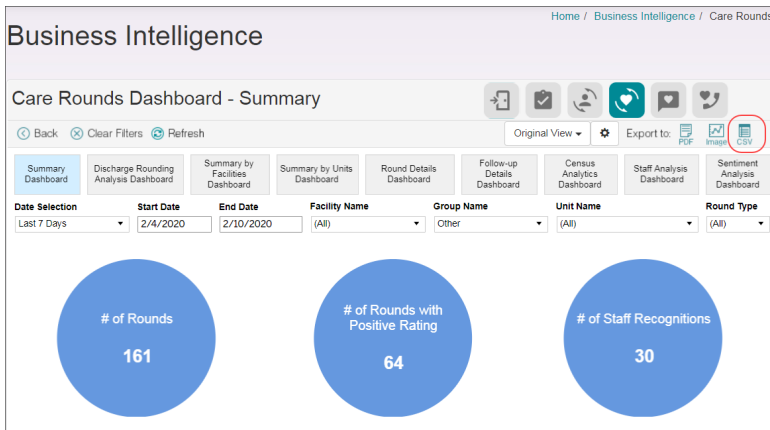 Home / Business Intelligence / Care Rounds
Business Intelligence
Care Rounds Dashboard - Summary
Back Clear Filters Refresh Original View Export to: PDF Image CSV
Summary Dashboard
Discharge Rounding Analysis Dashboard
Summary by Facilities Dashboard
Summary by Units Dashboard
Round Details Dashboard
Follow-up Details Dashboard
Census Analytics Dashboard
Staff Analysis Dashboard
Sentiment Analysis Dashboard
Date Selection Start Date End Date Facility Name Group Name Unit Name Round Type
Last 7 Days 2/4/2020 2/10/2020 (All) Other (All) (All)
# of Rounds
161
# of Rounds with
Positive Rating
64
# of Staff Recognitions
30